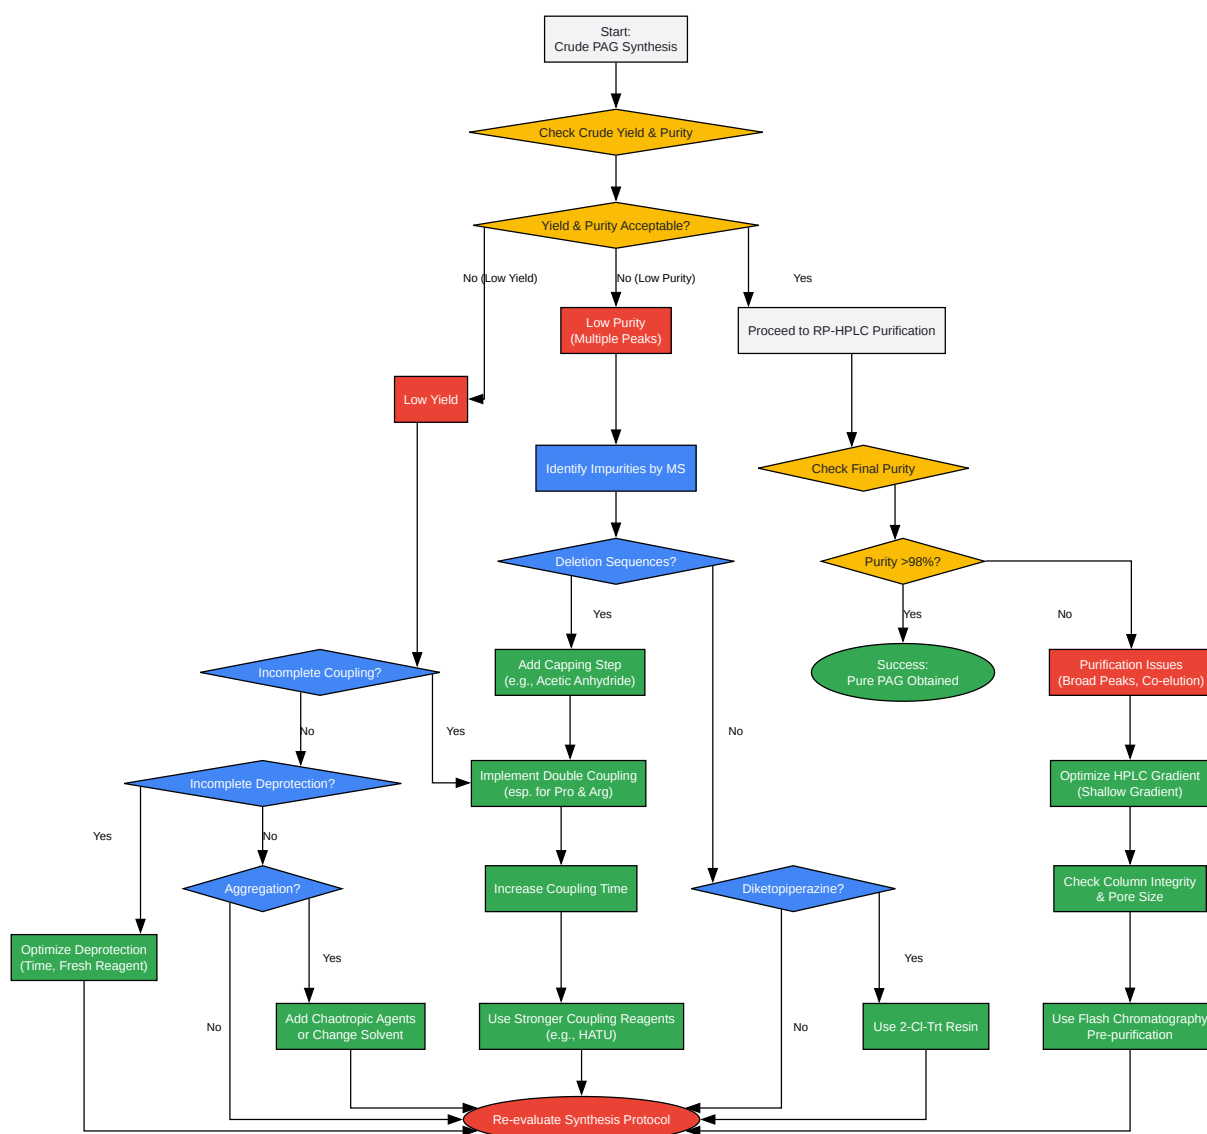 Start:
Crude PAG Synthesis
Check Crude Yield & Purity
Yield & Purity Acceptable?
No (Low Yield)
No (Low Purity)
Yes
Low Purity
(Multiple Peaks)
Proceed to RP-HPLC Purification
Low Yield
Identify Impurities by MS
Check Final Purity
Deletion Sequences?
Purity >98%?
Yes
Yes
No
Incomplete Coupling?
Add Capping Step
(e.g., Acetic Anhydride)
Success:
Pure PAG Obtained
Purification Issues
(Broad Peaks, Co-elution)
No
Yes
No
Incomplete Deprotection?
Implement Double Coupling
(esp. for Pro & Arg)
Optimize HPLC Gradient
(Shallow Gradient)
Yes
No
Aggregation?
Increase Coupling Time
Diketopiperazine?
Check Column Integrity
& Pore Size
Optimize Deprotection
(Time, Fresh Reagent)
Yes
Yes
No
Add Chaotropic Agents
or Change Solvent
Use Stronger Coupling Reagents
(e.g., HATU)
No
Use 2-Cl-Trt Resin
Use Flash Chromatography
Pre-purification
Re-evaluate Synthesis Protocol